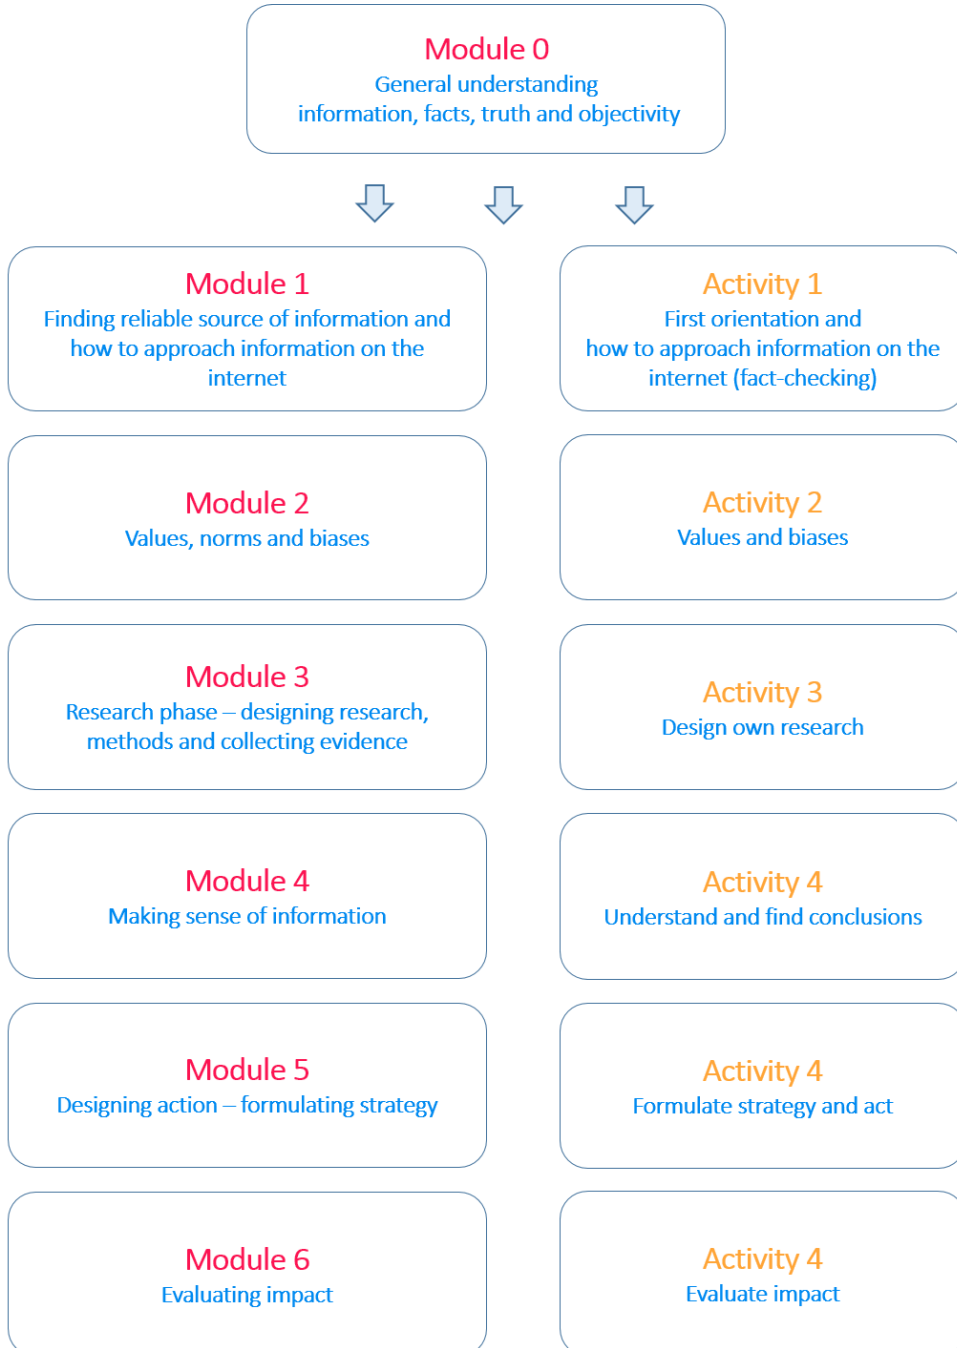 Module 0
General understanding
information, facts, truth and objectivity
Module 1
Finding reliable source of information and
how to approach information on the
internet
Activity 1
First orientation and
how to approach information on the
internet (fact-checking)
Module 2
Values, norms and biases
Activity 2
Values and biases
Module 3
Research phase – designing research,
methods and collecting evidence
Activity 3
Design own research
Module 4
Making sense of information
Activity 4
Understand and find conclusions
Module 5
Designing action – formulating strategy
Activity 4
Formulate strategy and act
Module 6
Evaluating impact
Activity 4
Evaluate impact